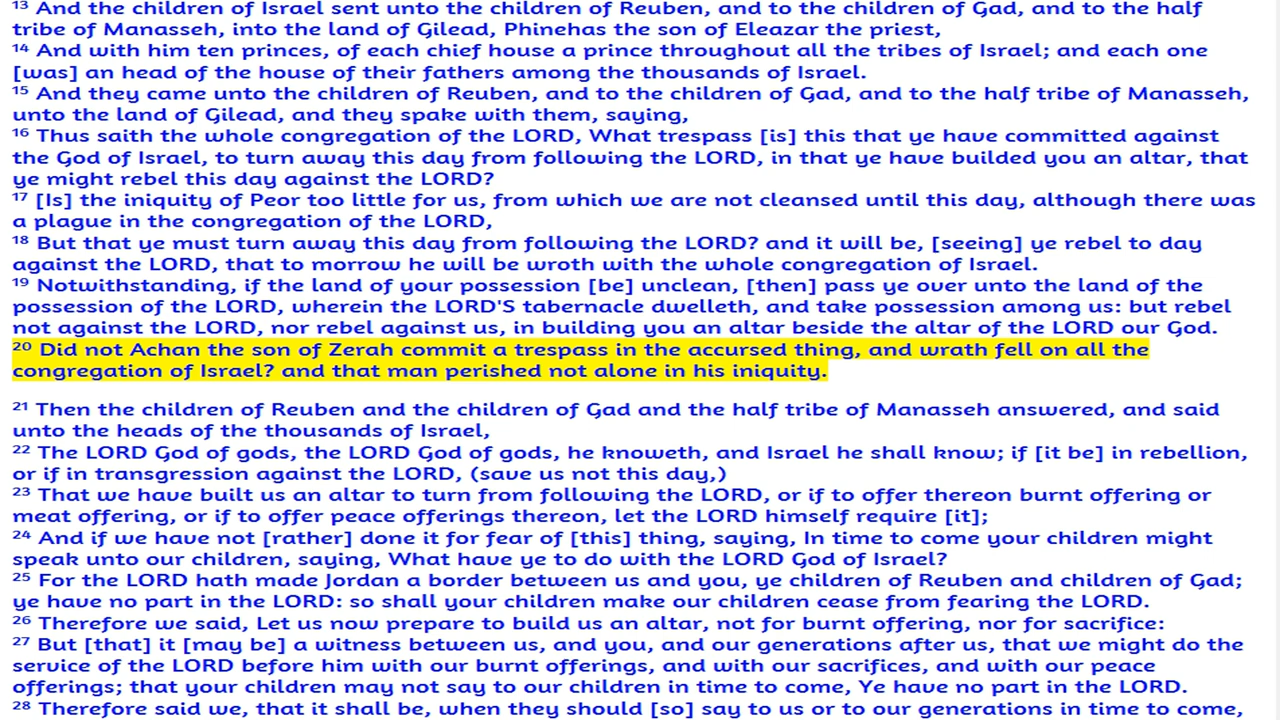 ¹³ And the children of Israel sent unto the children of Reuben, and to the children of Gad, and to the half
tribe of Manasseh, into the land of Gilead, Phinehas the son of Eleazar the priest,
¹⁴ And with him ten princes, of each chief house a prince throughout all the tribes of Israel; and each one
[was] an head of the house of their fathers among the thousands of Israel.
¹⁵ And they came unto the children of Reuben, and to the children of Gad, and to the half tribe of Manasseh,
unto the land of Gilead, and they spake with them, saying,
¹⁶ Thus saith the whole congregation of the LORD, What trespass [is] this that ye have committed against
the God of Israel, to turn away this day from following the LORD, in that ye have builded you an altar, that
ye might rebel this day against the LORD?
¹⁷ [Is] the iniquity of Peor too little for us, from which we are not cleansed until this day, although there was
a plague in the congregation of the LORD,
¹⁸ But that ye must turn away this day from following the LORD? and it will be, [seeing] ye rebel to day
against the LORD, that to morrow he will be wroth with the whole congregation of Israel.
¹⁹ Notwithstanding, if the land of your possession [be] unclean, [then] pass ye over unto the land of the
possession of the LORD, wherein the LORD'S tabernacle dwelleth, and take possession among us: but rebel
not against the LORD, nor rebel against us, in building you an altar beside the altar of the LORD our God.
²⁰ Did not Achan the son of Zerah commit a trespass in the accursed thing, and wrath fell on all the
congregation of Israel? and that man perished not alone in his iniquity.
²¹ Then the children of Reuben and the children of Gad and the half tribe of Manasseh answered, and said
unto the heads of the thousands of Israel,
²² The LORD God of gods, the LORD God of gods, he knoweth, and Israel he shall know; if [it be] in rebellion,
or if in transgression against the LORD, (save us not this day,)
²³ That we have built us an altar to turn from following the LORD, or if to offer thereon burnt offering or
meat offering, or if to offer peace offerings thereon, let the LORD himself require [it];
²⁴ And if we have not [rather] done it for fear of [this] thing, saying, In time to come your children might
speak unto our children, saying, What have ye to do with the LORD God of Israel?
²⁵ For the LORD hath made Jordan a border between us and you, ye children of Reuben and children of Gad;
ye have no part in the LORD: so shall your children make our children cease from fearing the LORD.
²⁶ Therefore we said, Let us now prepare to build us an altar, not for burnt offering, nor for sacrifice:
²⁷ But [that] it [may be] a witness between us, and you, and our generations after us, that we might do the
service of the LORD before him with our burnt offerings, and with our sacrifices, and with our peace
offerings; that your children may not say to our children in time to come, Ye have no part in the LORD.
²⁸ Therefore said we, that it shall be, when they should [so] say to us or to our generations in time to come,